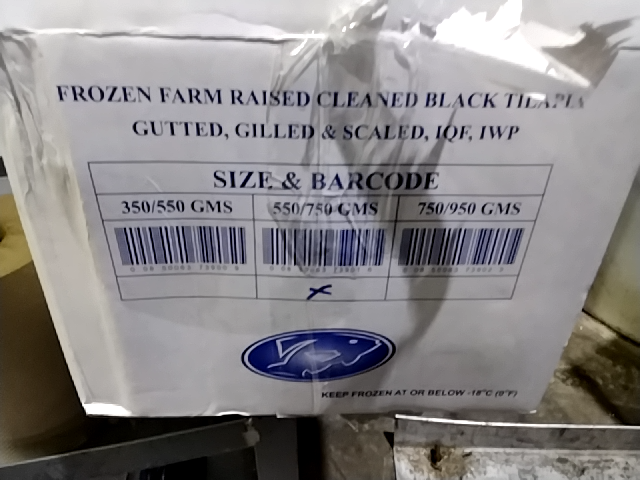 FROZEN FARM RAISED CLEANED BLACK TILAPIA
GUTTED, GILLED & SCALED, IQF, IWP
SIZE & BARCODE
350/550 GMS 550/750 GMS 750/950 GMS
KEEP FROZEN AT OR BELOW -18°C (0°F)